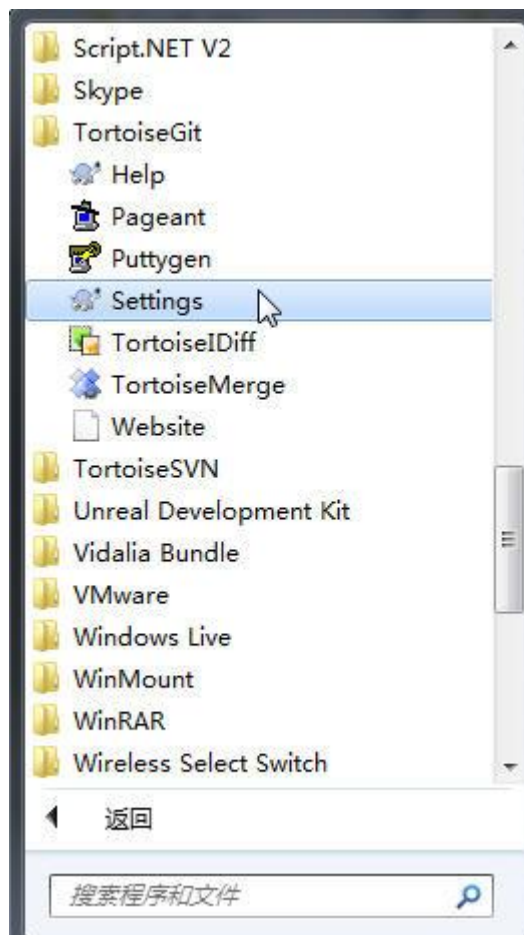 Script.NET V2
Skype
TortoiseGit
Help
Pageant
Puttygen
Settings
TortoiseIDiff
TortoiseMerge
Website
TortoiseSVN
Unreal Development Kit
Vidalia Bundle
VMware
Windows Live
WinMount
WinRAR
Wireless Select Switch
返回
搜索程序和文件